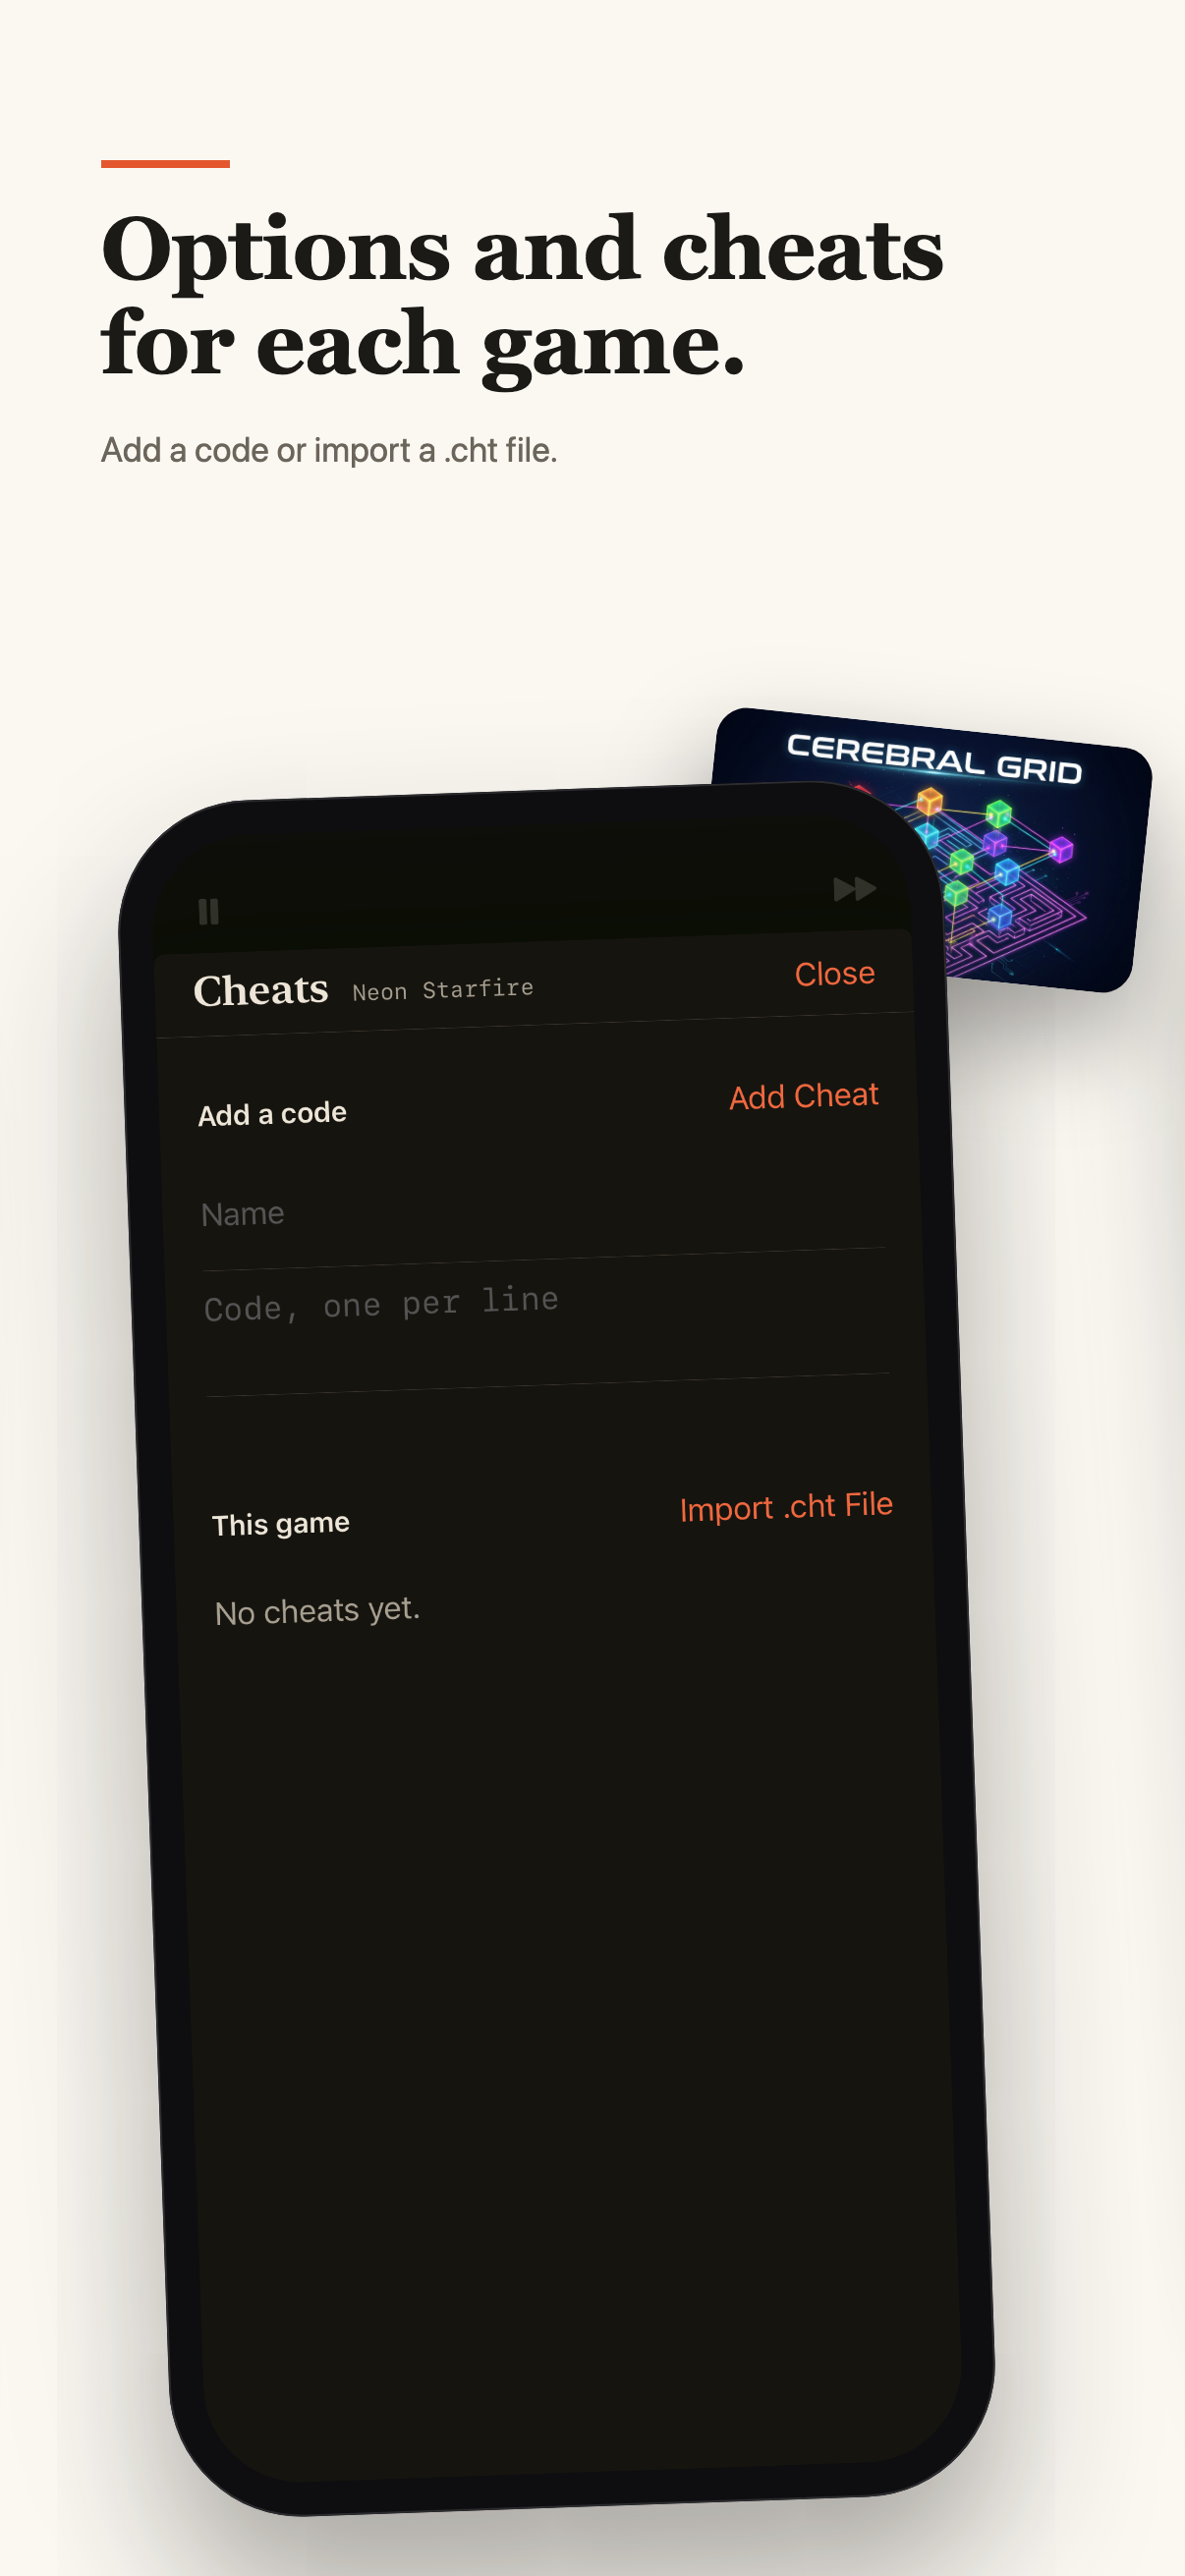 Options and cheats
for each game.
Add a code or import a .cht file.
CEREBRAL GRID
Cheats Neon Starfire Close
Add a code Add Cheat
Name
Code, one per line
This game Import .cht File
No cheats yet.